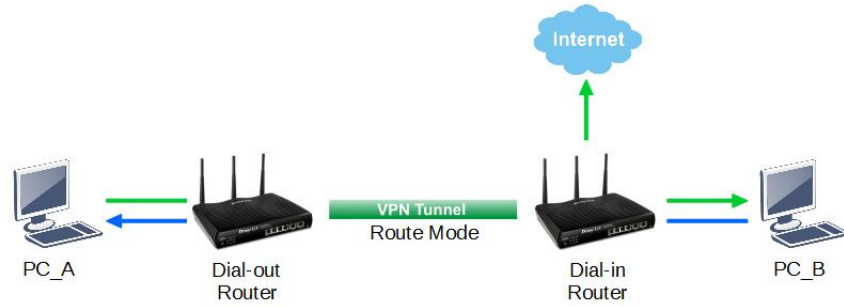 Internet
VPN Tunnel
Route Mode
PC_A
Dial-out
Router
Dial-in
Router
PC_B